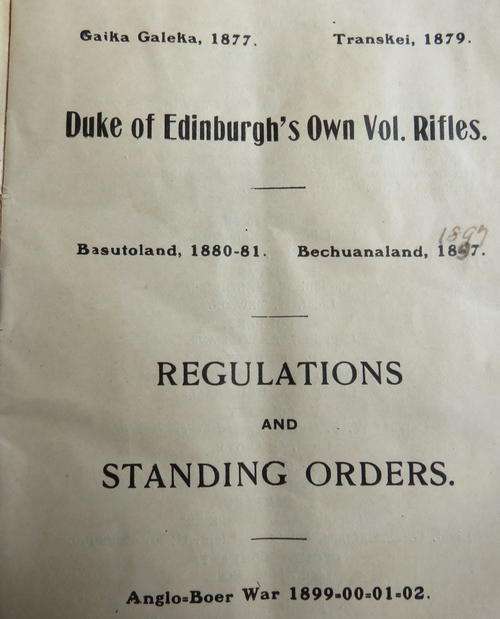 Gaika Galeka, 1877. Transkei, 1879.
Duke of Edinburgh's Own Vol. Rifles.
1897
Basutoland, 1880-81. Bechuanaland, 1897.
REGULATIONS
AND
STANDING ORDERS.
Anglo-Boer War 1899-00-01-02.